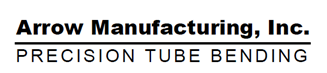 Arrow Manufacturing, Inc.
PRECISION TUBE BENDING